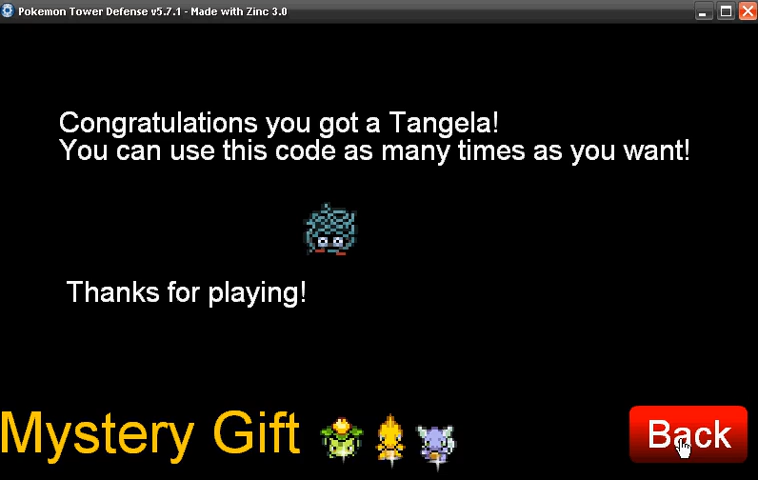 Pokemon Tower Defense v5.7.1 - Made with Zinc 3.0
Congratulations you got a Tangela!
You can use this code as many times as you want!
Thanks for playing!
Mystery Gift
Back